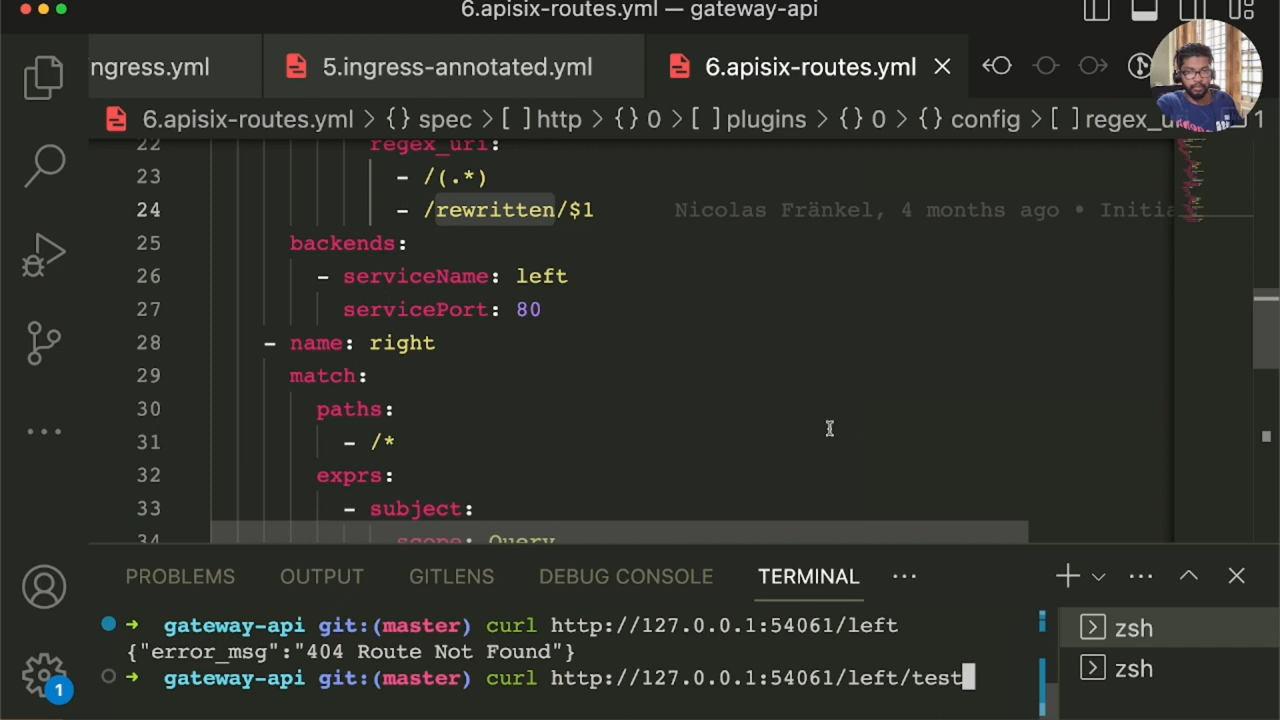 6.apisix-routes.yml — gateway-api
ngress.yml
5.ingress-annotated.yml
6.apisix-routes.yml
6.apisix-routes.yml > {} spec > [ ] http > {} 0 > [ ] plugins > {} 0 > {} config > [ ] regex_u 1
22 regex_uri:
23 - /(.*)
24 - /rewritten/$1 Nicolas Fränkel, 4 months ago • Initia
25 backends:
26 - serviceName: left
27 servicePort: 80
28 - name: right
29 match:
30 paths:
31 - /*
32 exprs:
33 - subject:
34 scope: Query
PROBLEMS OUTPUT GITLENS DEBUG CONSOLE TERMINAL ···
➜ gateway-api git:(master) curl http://127.0.0.1:54061/left
{"error_msg":"404 Route Not Found"}
➜ gateway-api git:(master) curl http://127.0.0.1:54061/left/test
zsh
zsh
1